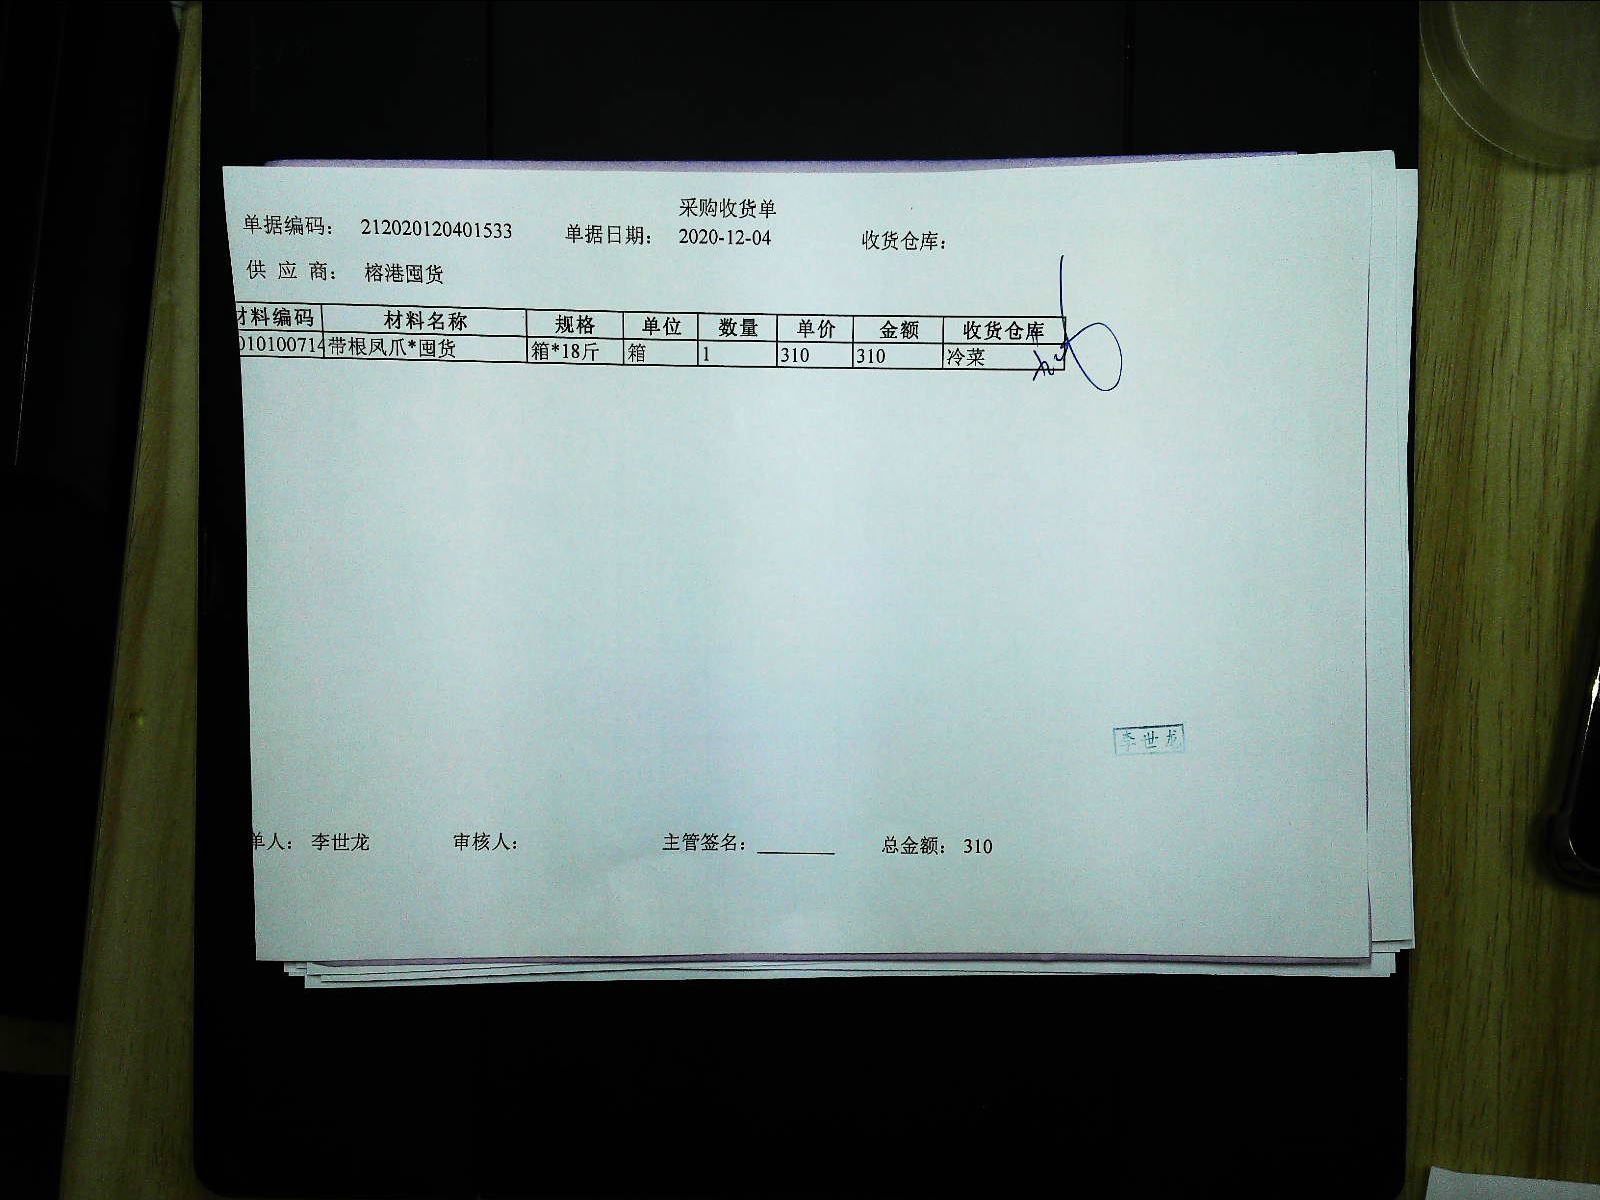 采购收货单
单据编码： 212020120401533 单据日期： 2020-12-04 收货仓库：
供 应 商： 榕港囤货
材料编码 材料名称 规格 单位 数量 单价 金额 收货仓库
010100714 带根凤爪*囤货 箱*18斤 箱 1 310 310 冷菜
李世龙
单人： 李世龙 审核人： 主管签名： 总金额： 310